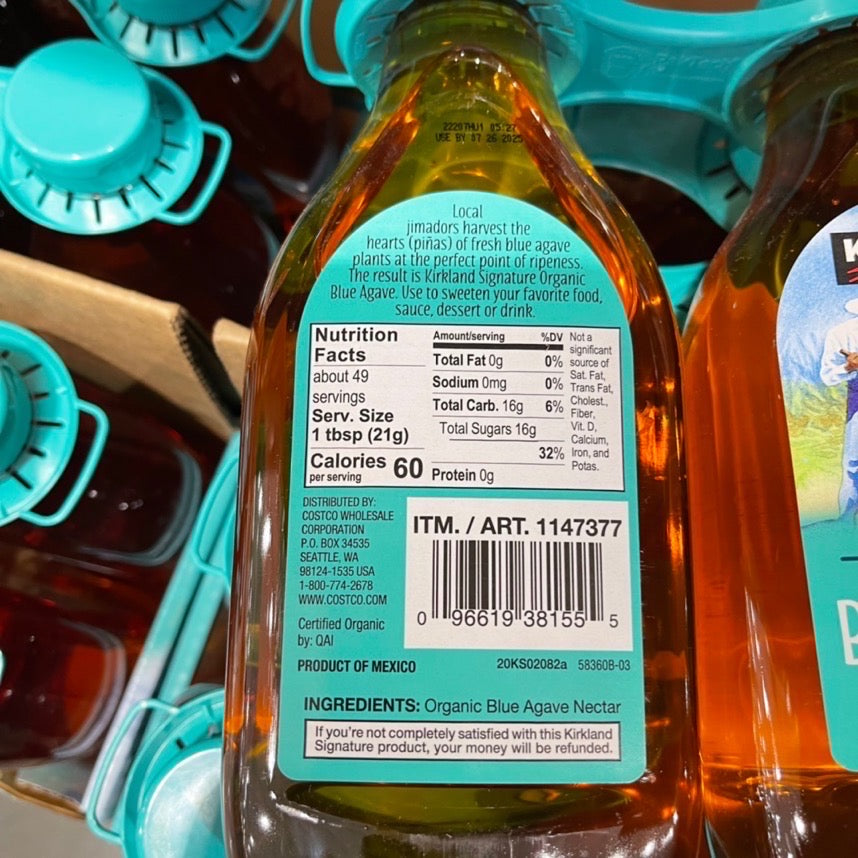 2220 THU1 05:27
USE BY 07 26 2025
Local
jimadors harvest the
hearts (piñas) of fresh blue agave
plants at the perfect point of ripeness.
The result is Kirkland Signature Organic
Blue Agave. Use to sweeten your favorite food,
sauce, dessert or drink.
Nutrition
Facts
about 49
servings
Serv. Size
1 tbsp (21g)
Calories 60
per serving
Amount/serving %DV
Total Fat 0g 0%
Sodium 0mg 0%
Total Carb. 16g 6%
Total Sugars 16g
32%
Protein 0g
Not a
significant
source of
Sat. Fat,
Trans Fat,
Cholest.,
Fiber,
Vit. D,
Calcium,
Iron, and
Potas.
DISTRIBUTED BY:
COSTCO WHOLESALE
CORPORATION
P.O. BOX 34535
SEATTLE, WA
98124-1535 USA
1-800-774-2678
WWW.COSTCO.COM
Certified Organic
by: QAI
PRODUCT OF MEXICO
ITM. / ART. 1147377
0 96619 38155 5
20KS02082a 58360B-03
INGREDIENTS: Organic Blue Agave Nectar
If you're not completely satisfied with this Kirkland
Signature product, your money will be refunded.
K
B